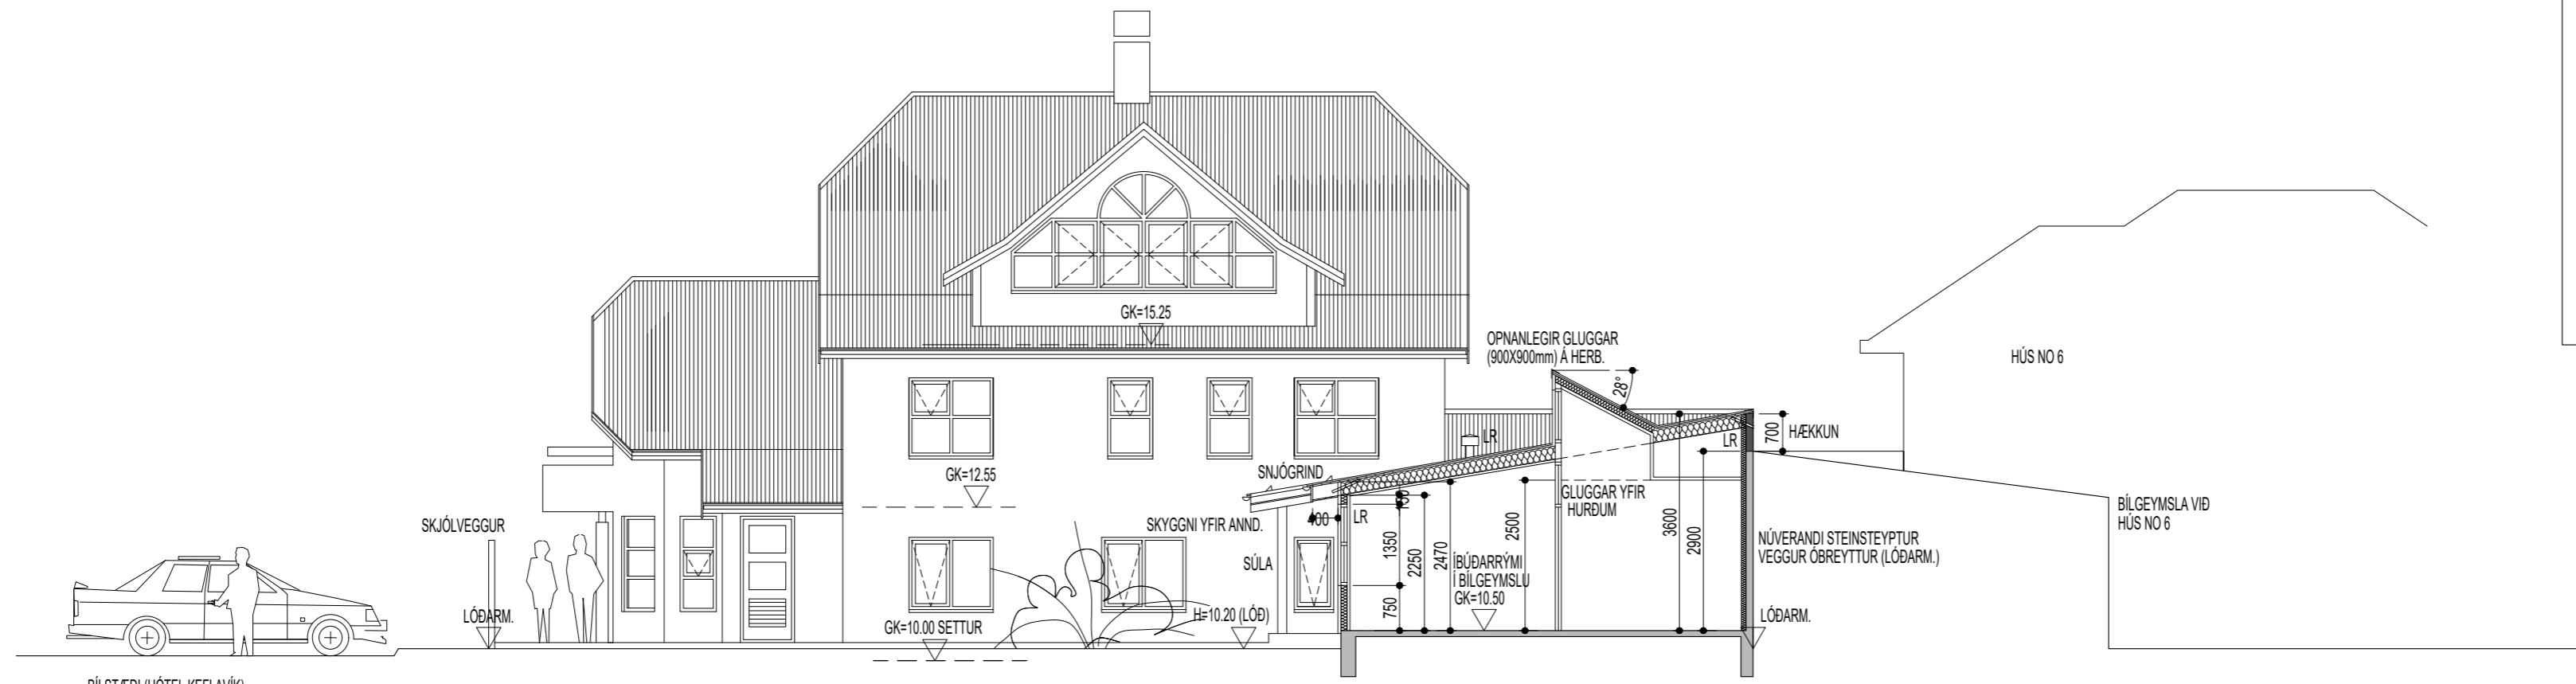 GK=15.25
OPNANLEGIR GLUGGAR
(900X900mm) Á HERB.
28°
HÚS NO 6
LR
700
HÆKKUN
LR
GK=12.55
SNJÓGRIND
GLUGGAR YFIR
HURÐUM
BÍLGEYMSLA VIÐ
HÚS NO 6
SKJÓLVEGGUR
SKYGGNI YFIR ANND.
400
LR
1350
2250
2470
2500
3600
2900
NÚVERANDI STEINSTEYPTUR
VEGGUR ÓBREYTTUR (LÓÐARM.)
SÚLA
ÍBÚÐARRÝMI
Í BÍLGEYMSLU
GK=10.50
750
LÓÐARM.
H=10.20 (LÓÐ)
LÓÐARM.
GK=10.00 SETTUR
BÍLSTÆÐI (HÓTEL KEFLAVÍK)